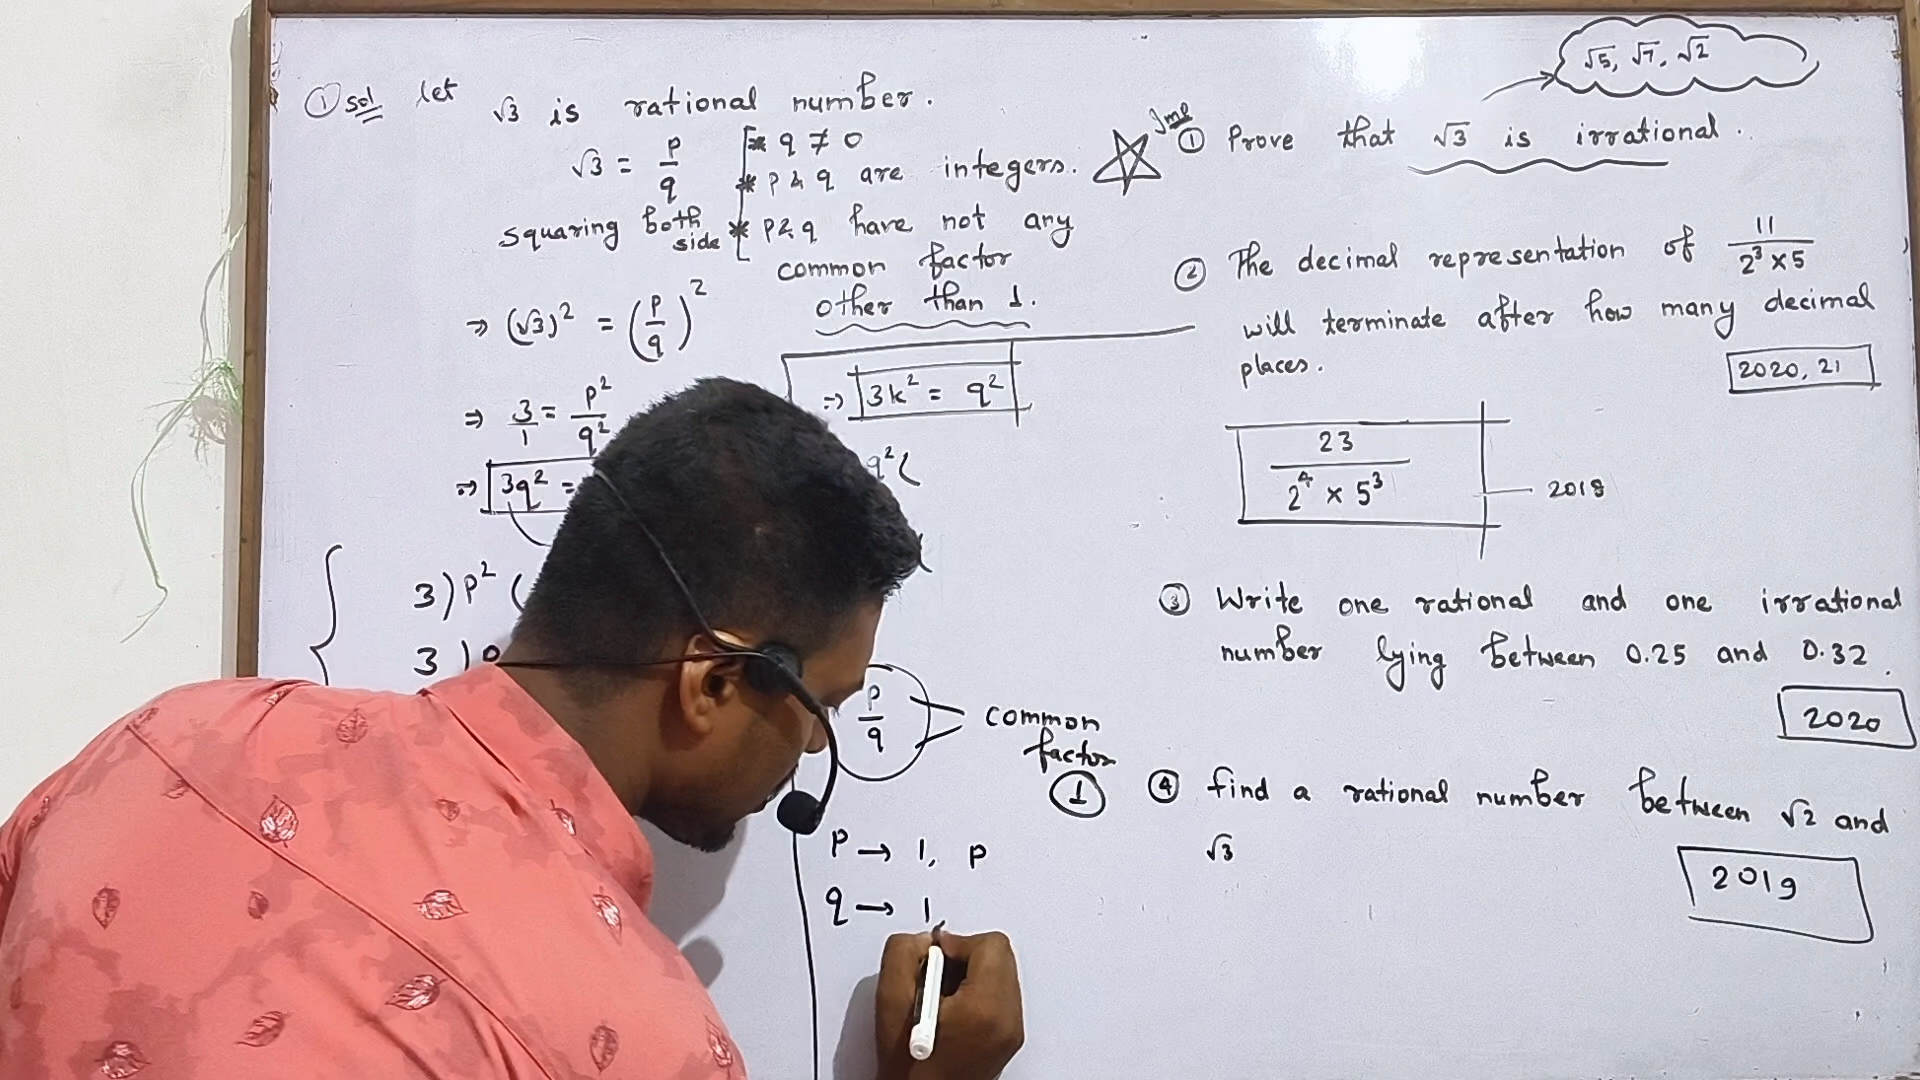 ① Sol let √3 is rational number.
√3 = p/q
* q ≠ 0
* p & q are integers.
* p & q have not any
common factor
other than 1.
squaring both
side
⇒ (√3)² = (p/q)²
⇒ 3/1 = p²/q²
⇒ 3q² =
3)p²(
3)p
⇒ 3k² = q²
q²(
p/q
common
factor
①
p → 1, p
q → 1,
√5, √7, √2
Imp
① Prove that √3 is irrational.
② The decimal representation of 11/(2³ × 5)
will terminate after how many decimal
places.
2020, 21
23/(2⁴ × 5³)
2018
③ Write one rational and one irrational
number lying between 0.25 and 0.32.
2020
④ find a rational number between √2 and
√3
2019